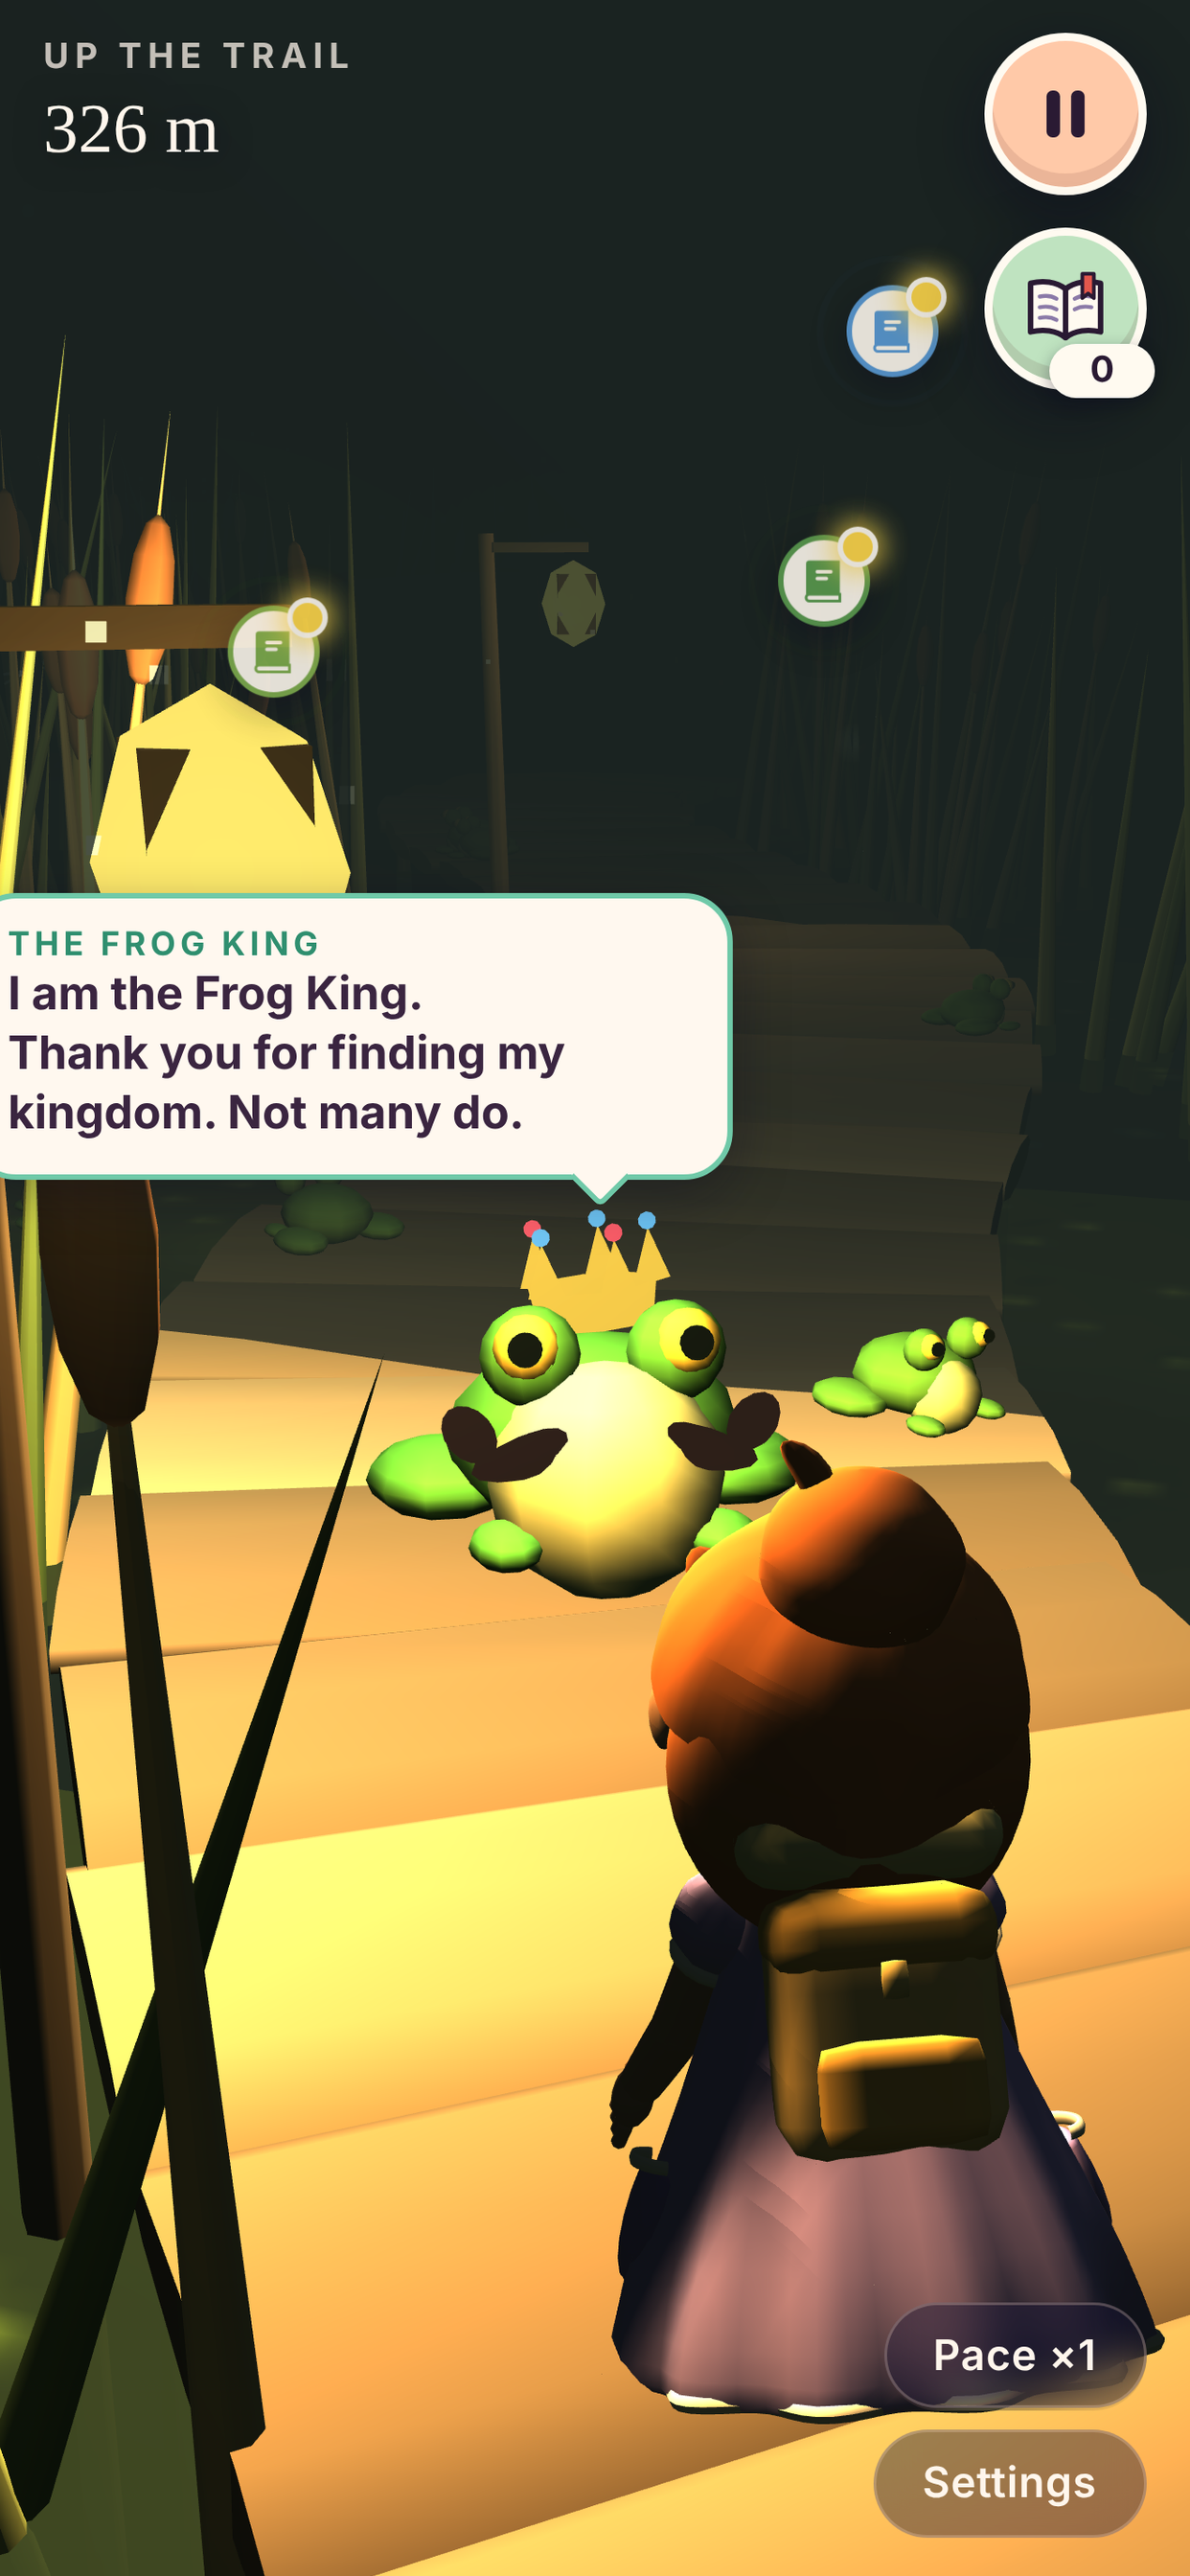 UP THE TRAIL
326 m
0
THE FROG KING
I am the Frog King.
Thank you for finding my
kingdom. Not many do.
Pace ×1
Settings